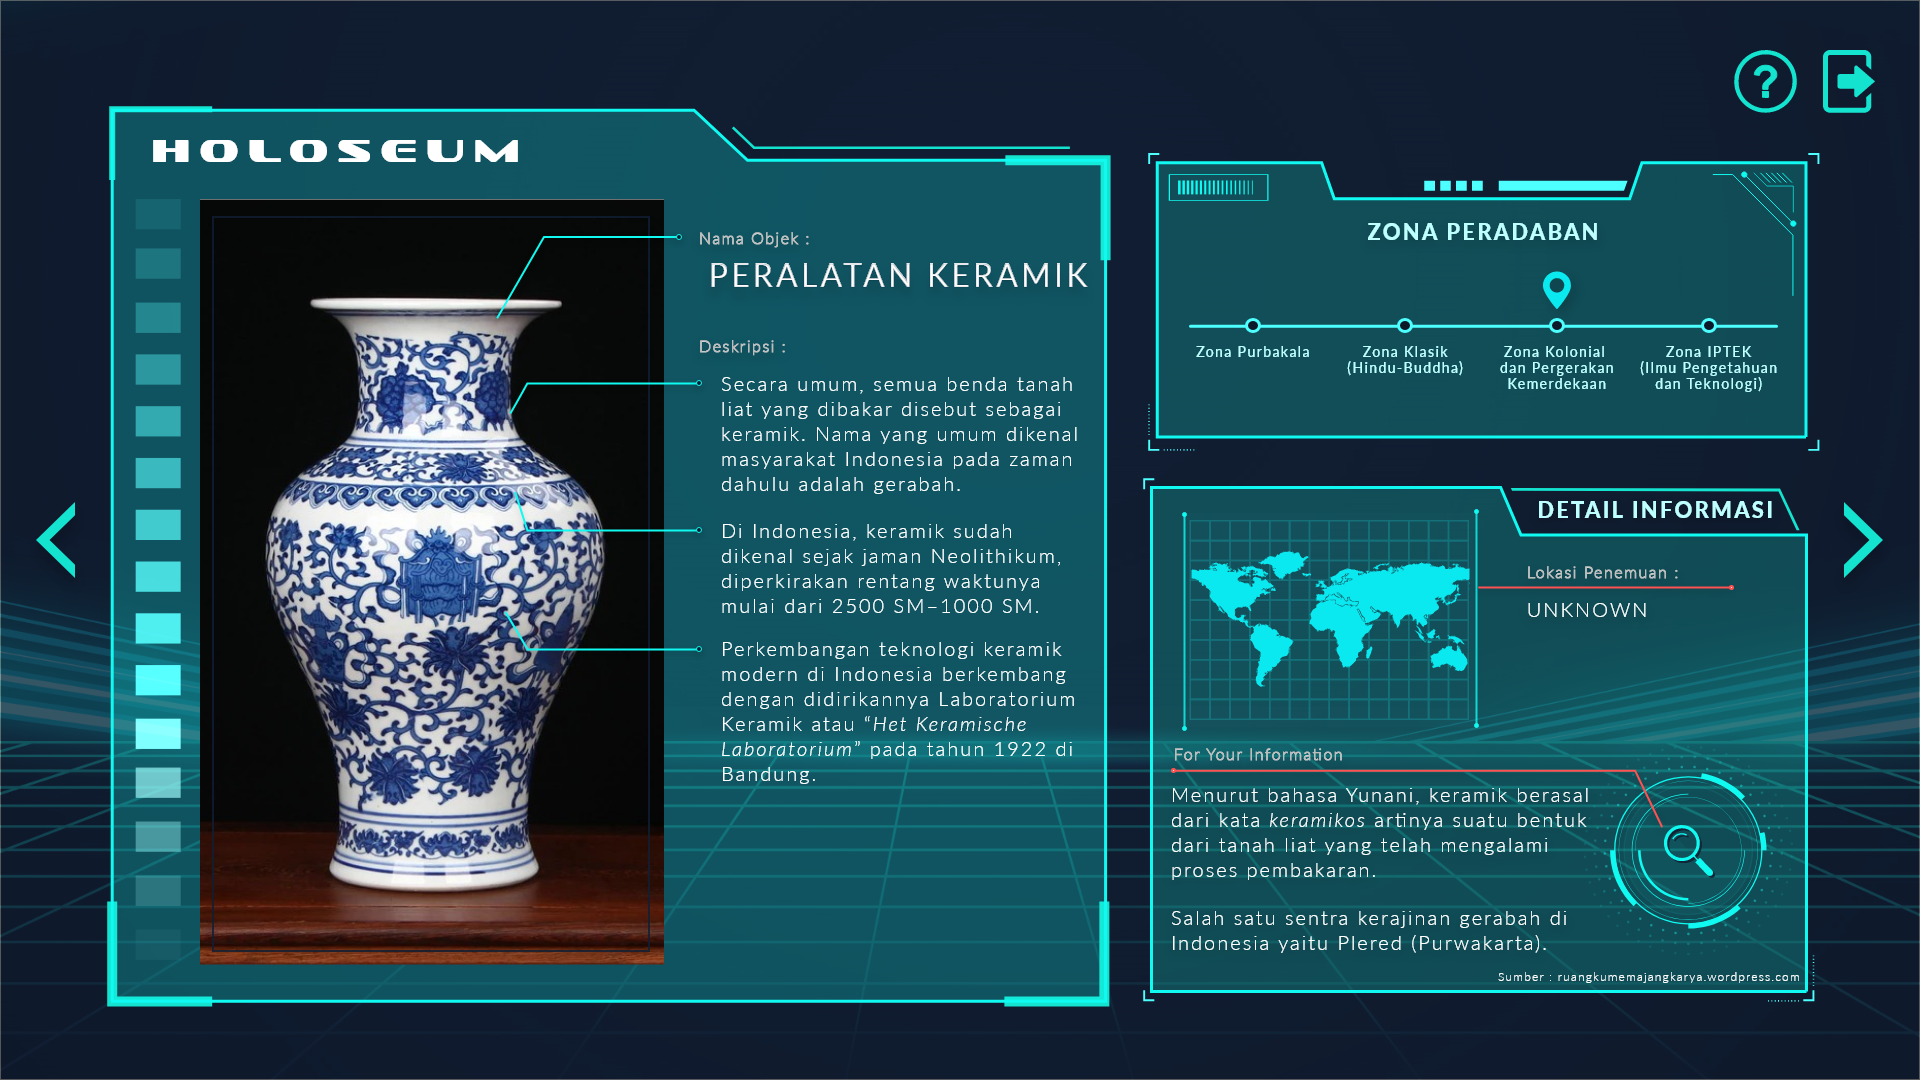 HOLOSEUM
Nama Objek :
PERALATAN KERAMIK
Deskripsi :
Secara umum, semua benda tanah
liat yang dibakar disebut sebagai
keramik. Nama yang umum dikenal
masyarakat Indonesia pada zaman
dahulu adalah gerabah.
Di Indonesia, keramik sudah
dikenal sejak jaman Neolithikum,
diperkirakan rentang waktunya
mulai dari 2500 SM–1000 SM.
Perkembangan teknologi keramik
modern di Indonesia berkembang
dengan didirikannya Laboratorium
Keramik atau “Het Keramische
Laboratorium” pada tahun 1922 di
Bandung.
?
ZONA PERADABAN
Zona Purbakala
Zona Klasik
(Hindu-Buddha)
Zona Kolonial
dan Pergerakan
Kemerdekaan
Zona IPTEK
(Ilmu Pengetahuan
dan Teknologi)
DETAIL INFORMASI
Lokasi Penemuan :
UNKNOWN
For Your Information
Menurut bahasa Yunani, keramik berasal
dari kata keramikos artinya suatu bentuk
dari tanah liat yang telah mengalami
proses pembakaran.
Salah satu sentra kerajinan gerabah di
Indonesia yaitu Plered (Purwakarta).
Sumber : ruangkumemajangkarya.wordpress.com